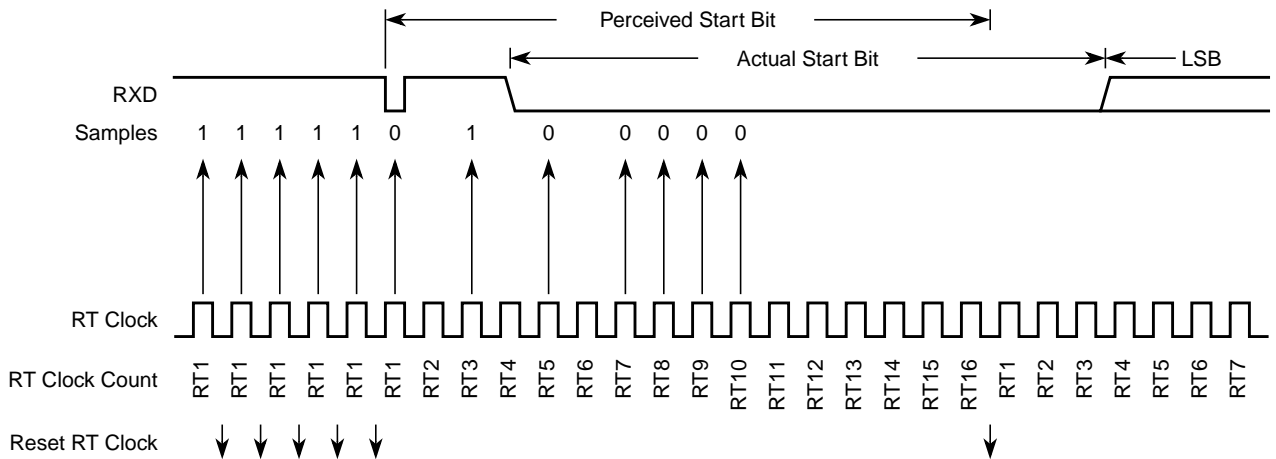 Perceived Start Bit
Actual Start Bit LSB
RXD
Samples 1 1 1 1 1 0 1 0 0 0 0 0
RT Clock
RT Clock Count RT1 RT1 RT1 RT1 RT1 RT1 RT2 RT3 RT4 RT5 RT6 RT7 RT8 RT9 RT10 RT11 RT12 RT13 RT14 RT15 RT16 RT1 RT2 RT3 RT4 RT5 RT6 RT7
Reset RT Clock